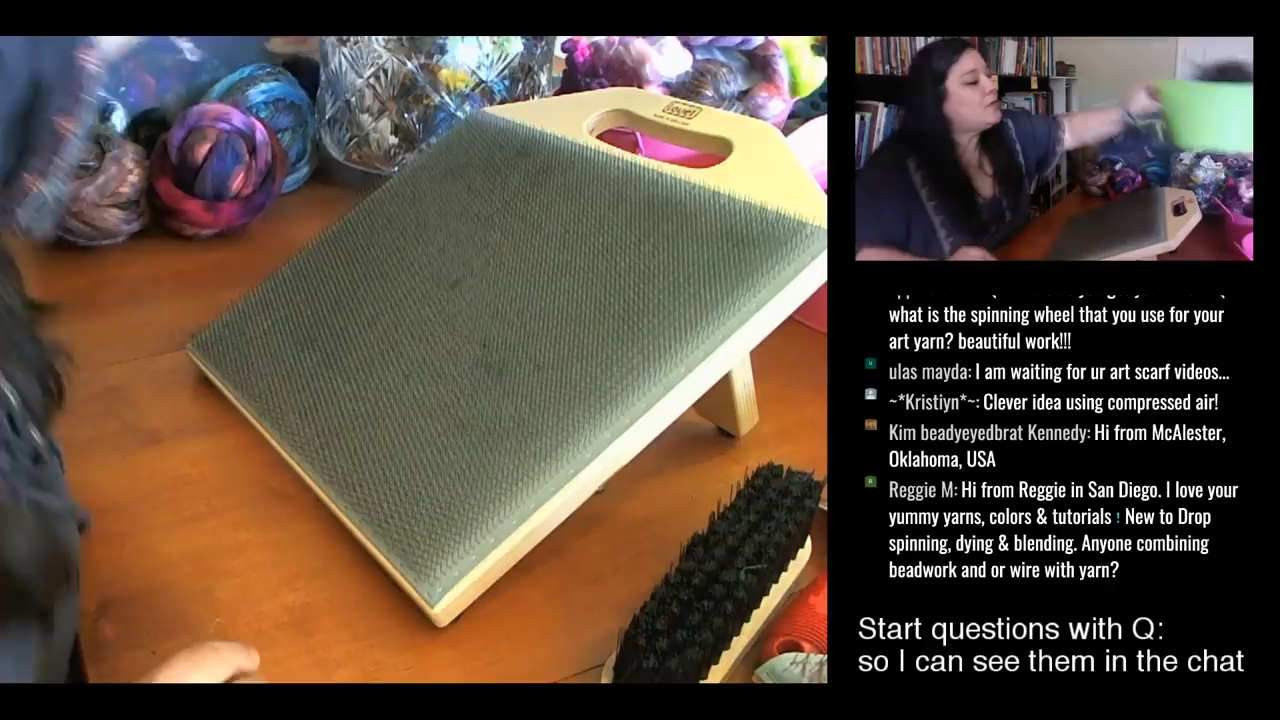 Louet
what is the spinning wheel that you use for your
art yarn? beautiful work!!!
ulas mayda: I am waiting for ur art scarf videos...
~*Kristiyn*~: Clever idea using compressed air!
Kim beadyeyedbrat Kennedy: Hi from McAlester,
Oklahoma, USA
Reggie M: Hi from Reggie in San Diego. I love your
yummy yarns, colors & tutorials ! New to Drop
spinning, dying & blending. Anyone combining
beadwork and or wire with yarn?
Start questions with Q:
so I can see them in the chat